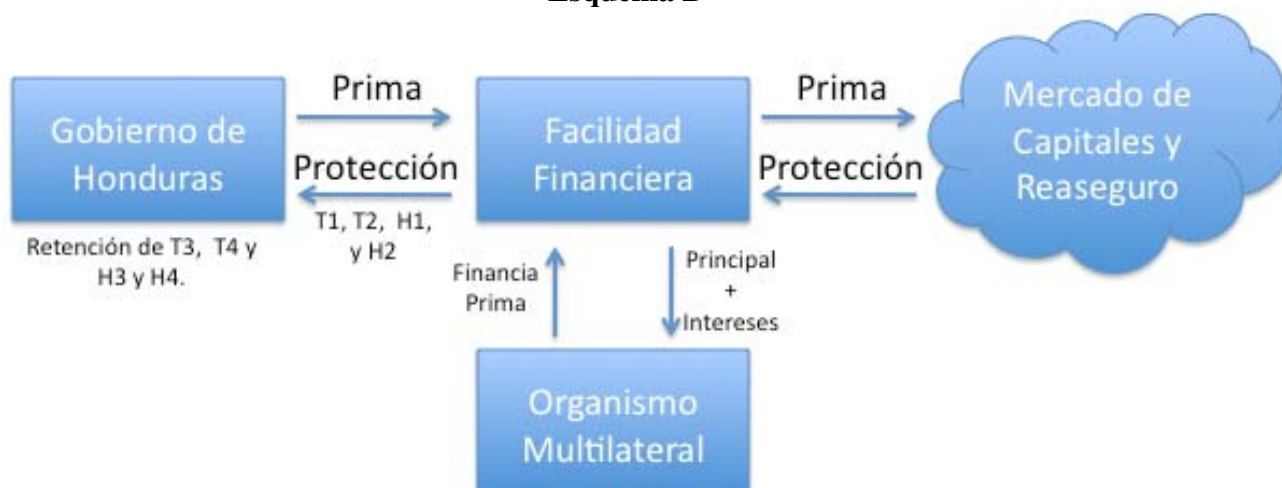 Esquema B
Gobierno de
Honduras
Retención de T3, T4 y
H3 y H4.
Prima
Protección
T1, T2, H1,
y H2
Facilidad
Financiera
Prima
Protección
Mercado de
Capitales y
Reaseguro
Financia
Prima
Principal
+
Intereses
Organismo
Multilateral